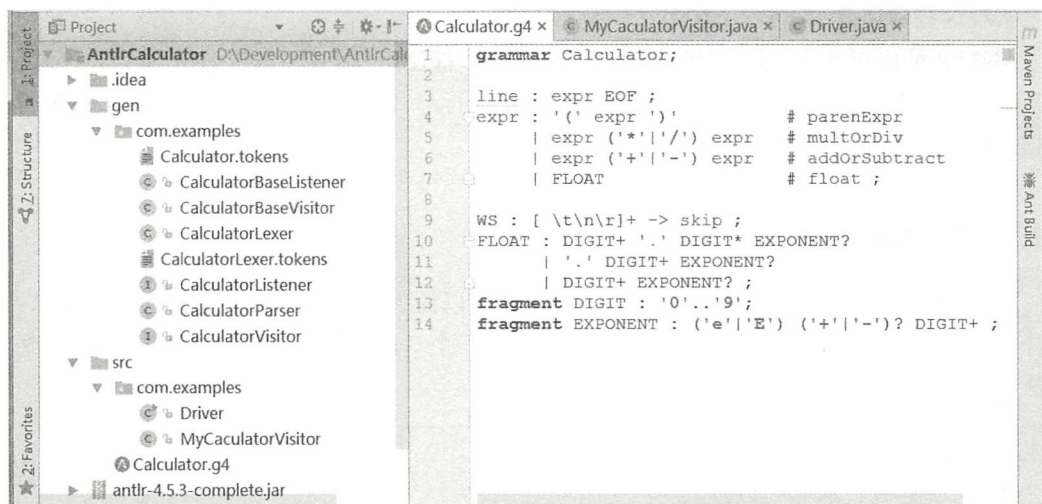 Project
AntlrCalculator D:\Development\AntlrCalc
.idea
gen
com.examples
Calculator.tokens
CalculatorBaseListener
CalculatorBaseVisitor
CalculatorLexer
CalculatorLexer.tokens
CalculatorListener
CalculatorParser
CalculatorVisitor
src
com.examples
Driver
MyCaculatorVisitor
Calculator.g4
antlr-4.5.3-complete.jar
1: Project
Z: Structure
2: Favorites
Calculator.g4 × MyCaculatorVisitor.java × Driver.java ×
1 grammar Calculator;
2
3 line : expr EOF ;
4 expr : '(' expr ')' # parenExpr
5 | expr ('*'|'/') expr # multOrDiv
6 | expr ('+'|'-') expr # addOrSubtract
7 | FLOAT # float ;
8
9 WS : [ \t\n\r]+ -> skip ;
10 FLOAT : DIGIT+ '.' DIGIT* EXPONENT?
11 | '.' DIGIT+ EXPONENT?
12 | DIGIT+ EXPONENT? ;
13 fragment DIGIT : '0'..'9';
14 fragment EXPONENT : ('e'|'E') ('+'|'-')? DIGIT+ ;
m Maven Projects
Ant Build